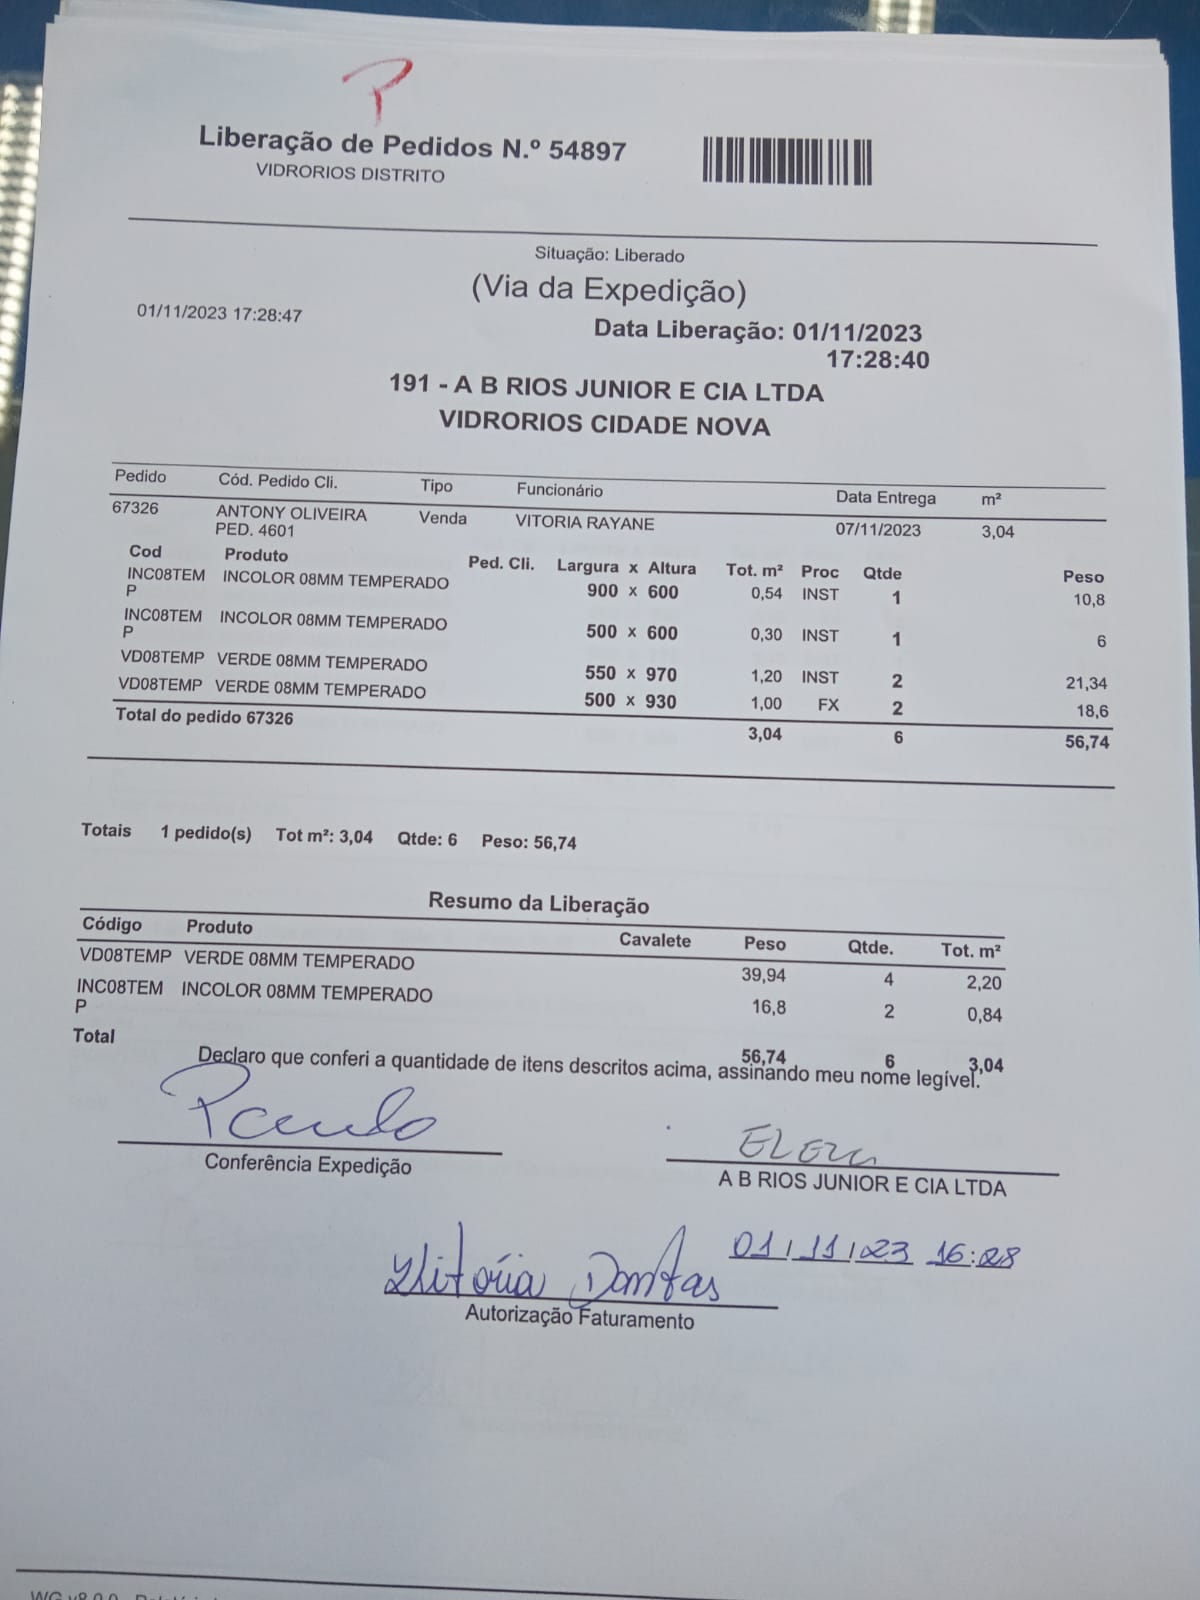 P
Liberação de Pedidos N.º 54897
VIDRORIOS DISTRITO
Situação: Liberado
(Via da Expedição)
01/11/2023 17:28:47
Data Liberação: 01/11/2023
17:28:40
191 - A B RIOS JUNIOR E CIA LTDA
VIDRORIOS CIDADE NOVA
Pedido Cód. Pedido Cli. Tipo Funcionário Data Entrega m²
67326 ANTONY OLIVEIRA Venda VITORIA RAYANE 07/11/2023 3,04
PED. 4601
Cod Produto Ped. Cli. Largura x Altura Tot. m² Proc Qtde Peso
INC08TEM INCOLOR 08MM TEMPERADO 900 x 600 0,54 INST 1 10,8
P
INC08TEM INCOLOR 08MM TEMPERADO 500 x 600 0,30 INST 1 6
P
VD08TEMP VERDE 08MM TEMPERADO 550 x 970 1,20 INST 2 21,34
VD08TEMP VERDE 08MM TEMPERADO 500 x 930 1,00 FX 2 18,6
Total do pedido 67326 3,04 6 56,74
Totais 1 pedido(s) Tot m²: 3,04 Qtde: 6 Peso: 56,74
Resumo da Liberação
Código Produto Cavalete Peso Qtde. Tot. m²
VD08TEMP VERDE 08MM TEMPERADO 39,94 4 2,20
INC08TEM INCOLOR 08MM TEMPERADO 16,8 2 0,84
P
Total 56,74 6 3,04
Declaro que conferi a quantidade de itens descritos acima, assinando meu nome legível.
Paulo
Conferência Expedição
A B RIOS JUNIOR E CIA LTDA
01/11/23 16:28
Vitória Dantas
Autorização Faturamento